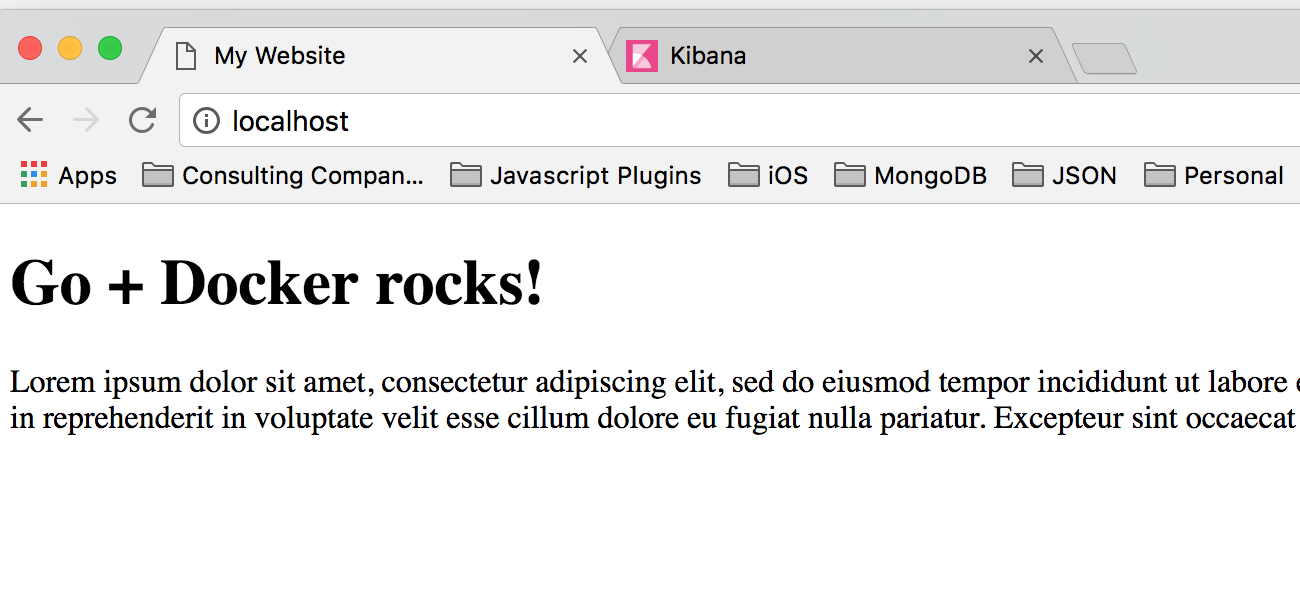 My Website
Kibana
localhost
Apps Consulting Compan... Javascript Plugins iOS MongoDB JSON Personal
Go + Docker rocks!
Lorem ipsum dolor sit amet, consectetur adipiscing elit, sed do eiusmod tempor incididunt ut labore
in reprehenderit in voluptate velit esse cillum dolore eu fugiat nulla pariatur. Excepteur sint occaecat